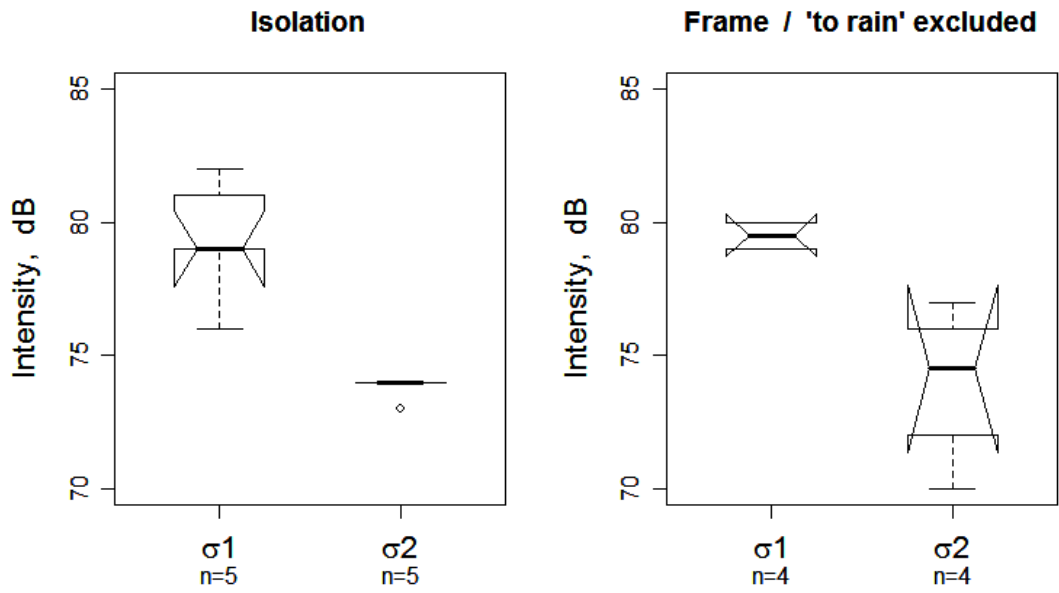 Isolation
Intensity, dB
85
80
75
70
σ1
n=5
σ2
n=5
Frame / 'to rain' excluded
Intensity, dB
85
80
75
70
σ1
n=4
σ2
n=4